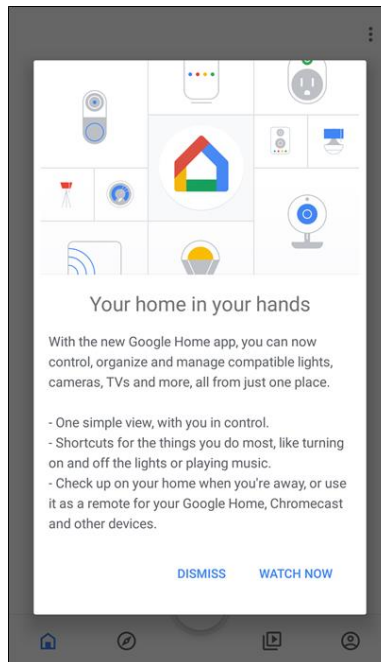 Your home in your hands
With the new Google Home app, you can now
control, organize and manage compatible lights,
cameras, TVs and more, all from just one place.
- One simple view, with you in control.
- Shortcuts for the things you do most, like turning
on and off the lights or playing music.
- Check up on your home when you're away, or use
it as a remote for your Google Home, Chromecast
and other devices.
DISMISS WATCH NOW